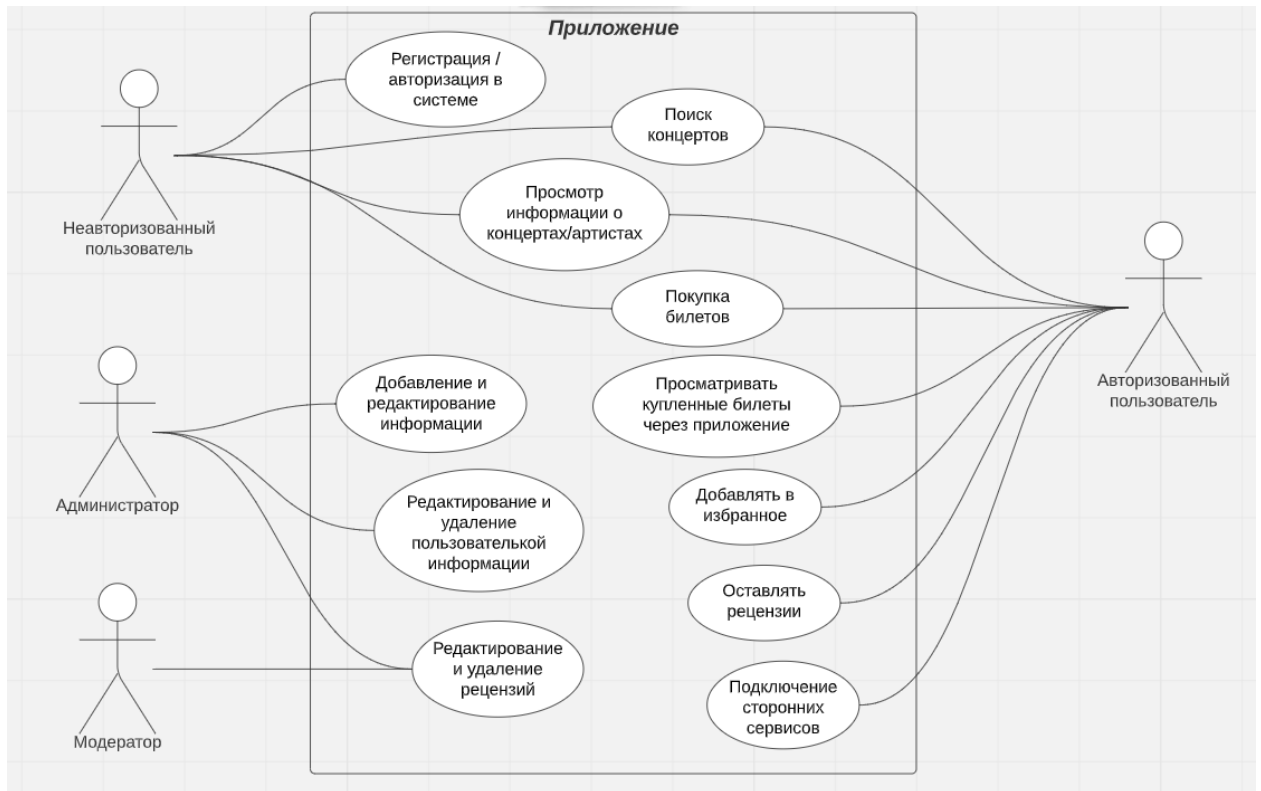 Приложение
Регистрация /
авторизация в
системе
Поиск
концертов
Просмотр
информации о
концертах/артистах
Неавторизованный
пользователь
Покупка
билетов
Авторизованный
пользователь
Добавление и
редактирование
информации
Просматривать
купленные билеты
через приложение
Администратор
Редактирование и
удаление
пользователькой
информации
Добавлять в
избранное
Оставлять
рецензии
Редактирование
и удаление
рецензий
Подключение
сторонних
сервисов
Модератор